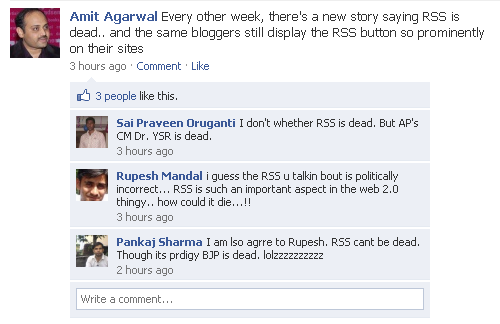 Amit Agarwal Every other week, there's a new story saying RSS is
dead.. and the same bloggers still display the RSS button so prominently
on their sites
3 hours ago · Comment · Like
3 people like this.
Sai Praveen Oruganti I don't whether RSS is dead. But AP's
CM Dr. YSR is dead.
3 hours ago
Rupesh Mandal i guess the RSS u talkin bout is politically
incorrect... RSS is such an important aspect in the web 2.0
thingy.. how could it die...!!
3 hours ago
Pankaj Sharma I am lso agrre to Rupesh. RSS cant be dead.
Though its prdigy BJP is dead. lolzzzzzzzzzz
2 hours ago
Write a comment...